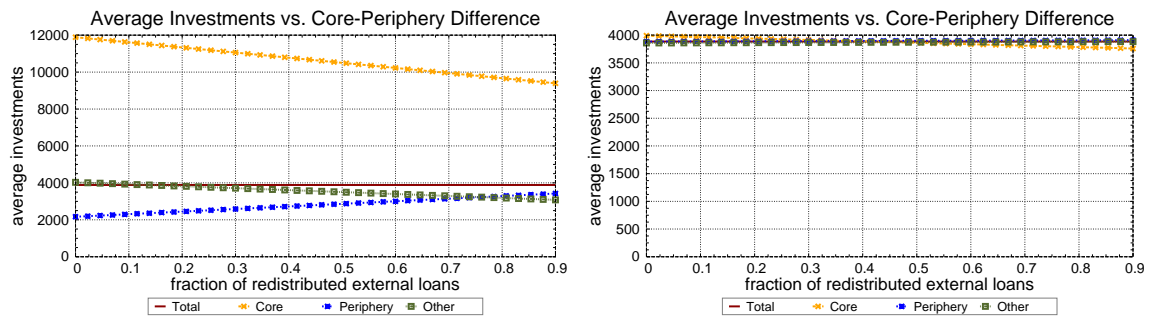 Average Investments vs. Core-Periphery Difference
average investments
12000
10000
8000
6000
4000
2000
0
0 0.1 0.2 0.3 0.4 0.5 0.6 0.7 0.8 0.9
fraction of redistributed external loans
Total Core Periphery Other
Average Investments vs. Core-Periphery Difference
average investments
4000
3500
3000
2500
2000
1500
1000
500
0
0 0.1 0.2 0.3 0.4 0.5 0.6 0.7 0.8 0.9
fraction of redistributed external loans
Total Core Periphery Other